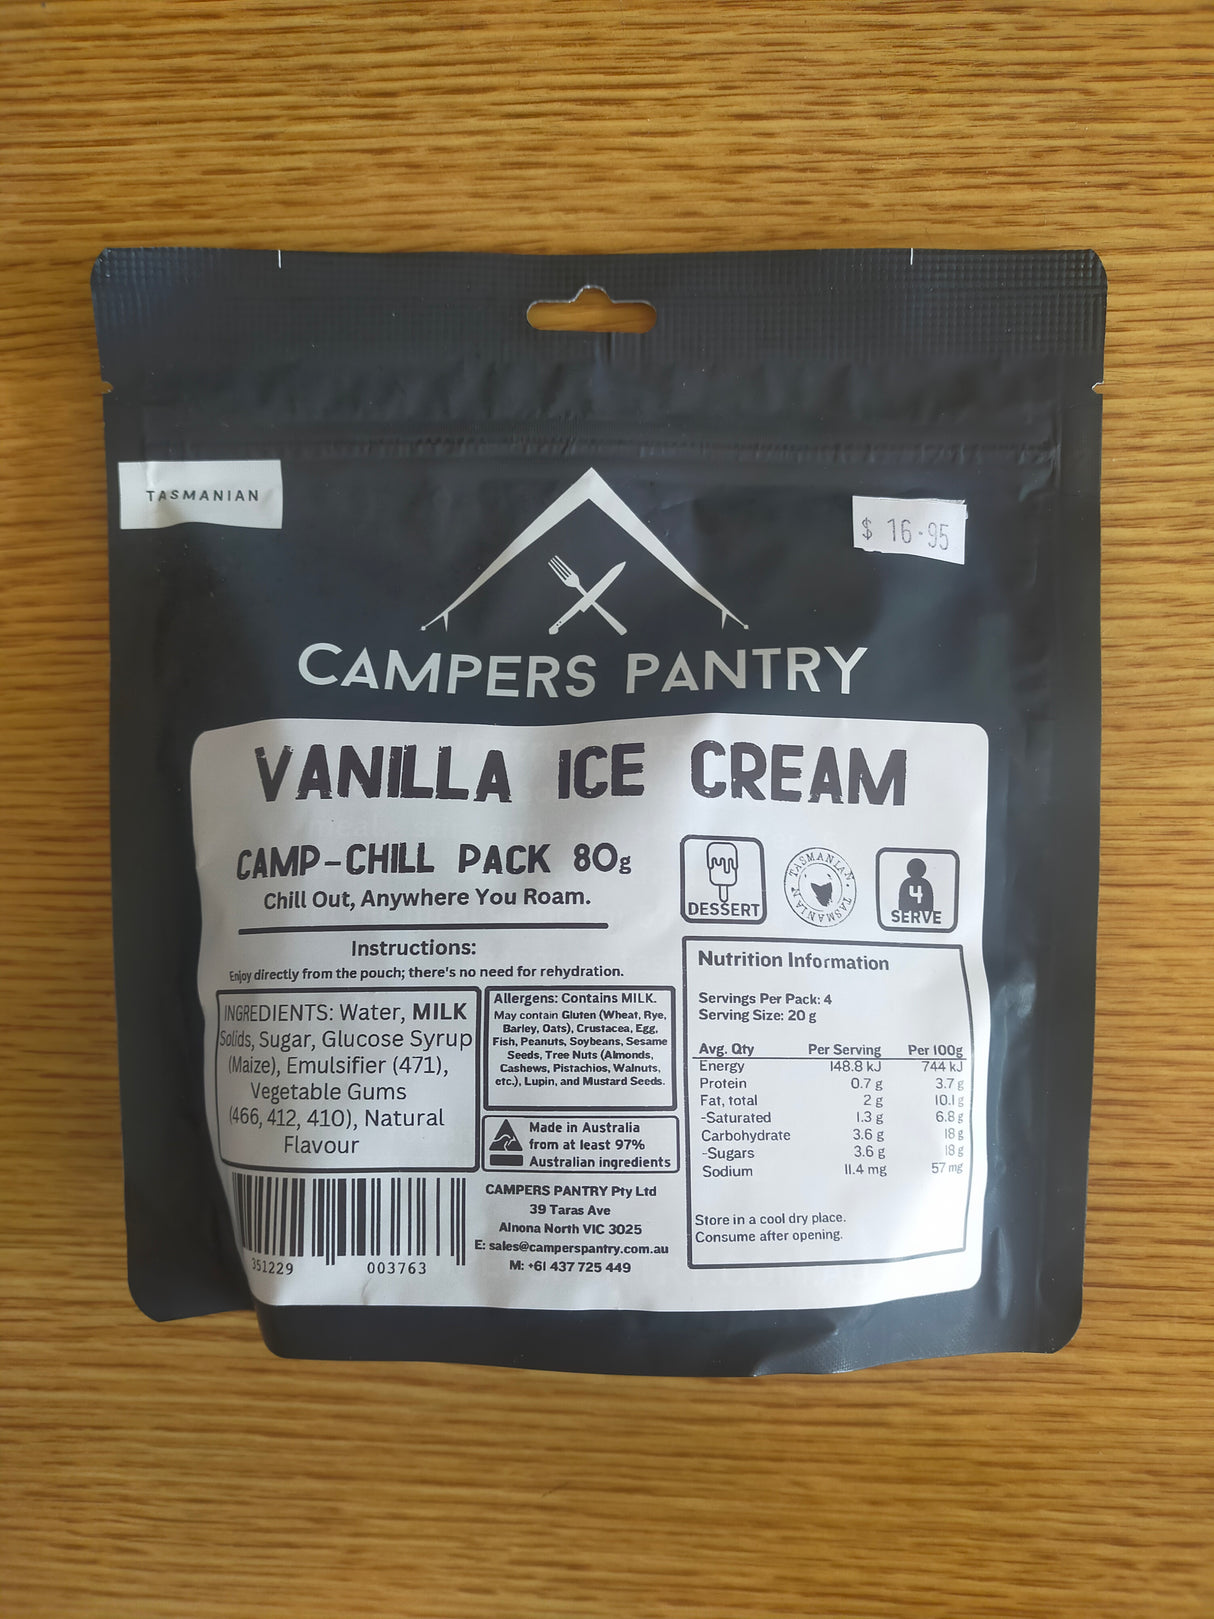 TASMANIAN
$ 16.95
CAMPERS PANTRY
VANILLA ICE CREAM
CAMP-CHILL PACK 80g
Chill Out, Anywhere You Roam.
DESSERT
TASMANIAN. TASMANIAN
4
SERVE
Instructions:
Enjoy directly from the pouch; there's no need for rehydration.
INGREDIENTS: Water, MILK
Solids, Sugar, Glucose Syrup
(Maize), Emulsifier (471),
Vegetable Gums
(466, 412, 410), Natural
Flavour
Allergens: Contains MILK.
May contain Gluten (Wheat, Rye,
Barley, Oats), Crustacea, Egg,
Fish, Peanuts, Soybeans, Sesame
Seeds, Tree Nuts (Almonds,
Cashews, Pistachios, Walnuts,
etc.), Lupin, and Mustard Seeds.
Made in Australia
from at least 97%
Australian ingredients
CAMPERS PANTRY Pty Ltd
39 Taras Ave
Alnona North VIC 3025
E: sales@camperspantry.com.au
M: +61 437 725 449
351229 003763
Nutrition Information
Servings Per Pack: 4
Serving Size: 20 g
Avg. Qty Per Serving Per 100g
Energy 148.8 kJ 744 kJ
Protein 0.7 g 3.7 g
Fat, total 2 g 10.1 g
-Saturated 1.3 g 6.8 g
Carbohydrate 3.6 g 18 g
-Sugars 3.6 g 18 g
Sodium 11.4 mg 57 mg
Store in a cool dry place.
Consume after opening.